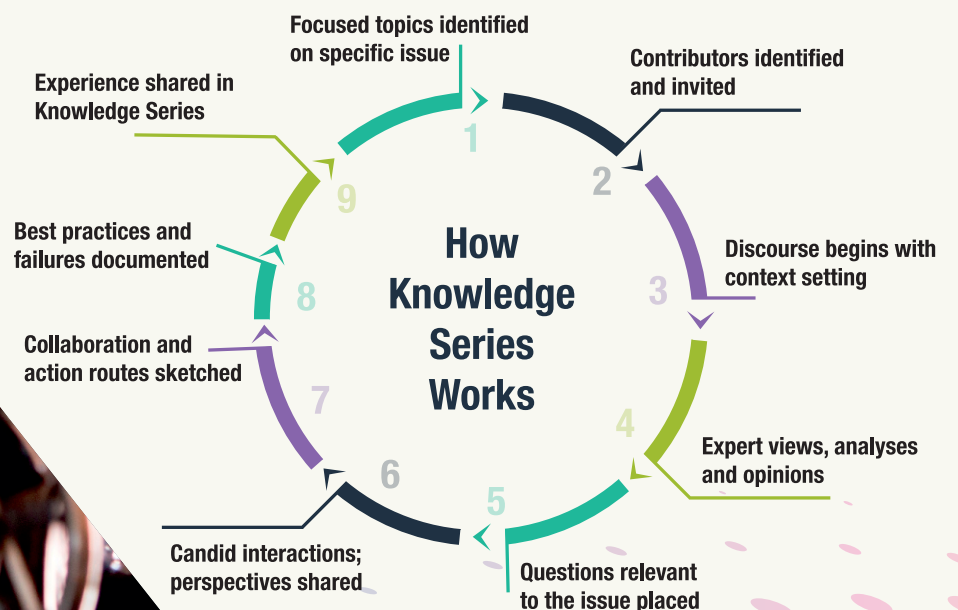 Focused topics identified
on specific issue
1
Contributors identified
and invited
2
Discourse begins with
context setting
3
Expert views, analyses
and opinions
4
Questions relevant
to the issue placed
5
Candid interactions;
perspectives shared
6
Collaboration and
action routes sketched
7
Best practices and
failures documented
8
Experience shared in
Knowledge Series
9
How
Knowledge
Series
Works